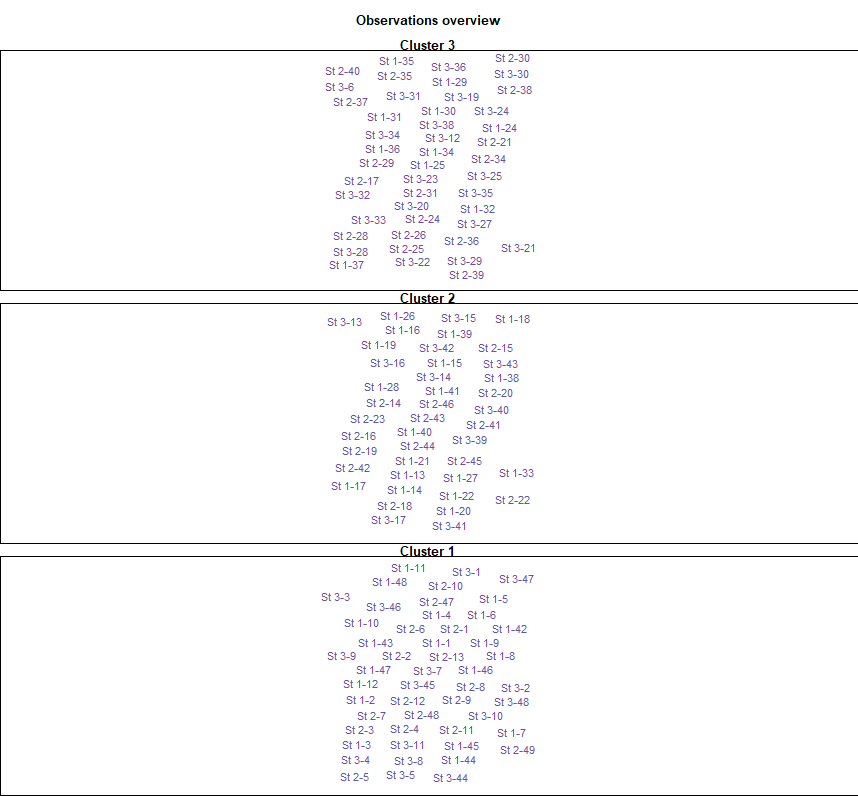 Observations overview
Cluster 3
St 1-35 St 2-30
St 2-40 St 2-35 St 3-36 St 3-30
St 3-6 St 1-29 St 2-38
St 2-37 St 3-31 St 3-19
St 1-31 St 1-30 St 3-24
St 3-38 St 1-24
St 3-34 St 3-12 St 2-21
St 1-36 St 1-34
St 2-29 St 1-25 St 2-34
St 2-17 St 3-23 St 3-25
St 3-32 St 2-31 St 3-35
St 3-20 St 1-32
St 3-33 St 2-24 St 3-27
St 2-28 St 2-26 St 2-36
St 3-28 St 2-25 St 3-21
St 1-37 St 3-22 St 3-29
St 2-39
Cluster 2
St 3-13 St 1-26 St 3-15 St 1-18
St 1-16 St 1-39
St 1-19 St 3-42 St 2-15
St 3-16 St 1-15 St 3-43
St 3-14 St 1-38
St 1-28 St 1-41 St 2-20
St 2-14 St 2-46 St 3-40
St 2-23 St 2-43 St 2-41
St 2-16 St 1-40 St 3-39
St 2-19 St 2-44
St 2-42 St 1-21 St 2-45
St 1-13 St 1-27 St 1-33
St 1-17 St 1-14
St 1-22 St 2-22
St 2-18 St 1-20
St 3-17 St 3-41
Cluster 1
St 1-11 St 3-1
St 1-48 St 2-10 St 3-47
St 3-3 St 3-46 St 2-47 St 1-5
St 1-4 St 1-6
St 1-10 St 2-6 St 2-1 St 1-42
St 1-43 St 1-1 St 1-9
St 3-9 St 2-2 St 2-13 St 1-8
St 1-47 St 3-7 St 1-46
St 1-12 St 3-45 St 2-8 St 3-2
St 1-2 St 2-12 St 2-9 St 3-48
St 2-7 St 2-48 St 3-10
St 2-3 St 2-4 St 2-11 St 1-7
St 1-3 St 3-11 St 1-45 St 2-49
St 3-4 St 3-8 St 1-44
St 2-5 St 3-5 St 3-44